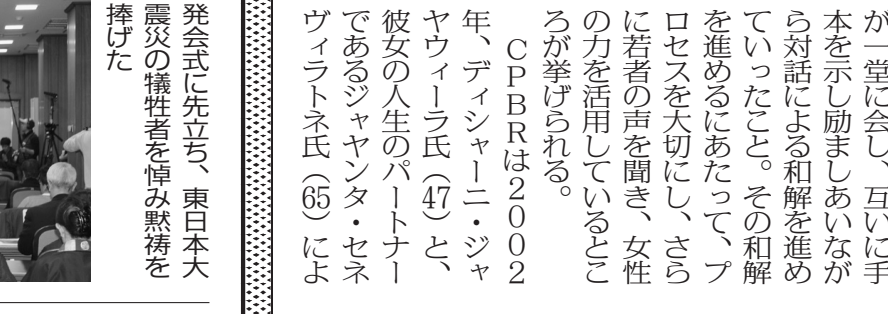 が一堂に会し、互いに手
本を示し励ましあいなが
ら対話による和解を進め
ていったこと。その和解
を進めるにあたって、プ
ロセスを大切にし、さら
に若者の声を聞き、女性
の力を活用しているとこ
ろが挙げられる。
　CPBRは2002
年、ディシャーニ・ジャ
ヤウィーラ氏（47）と、
彼女の人生のパートナー
であるジャヤンタ・セネ
ヴィラトネ氏（65）によ
発会式に先立ち、東日本大
震災の犠牲者を悼み黙祷を
捧げた